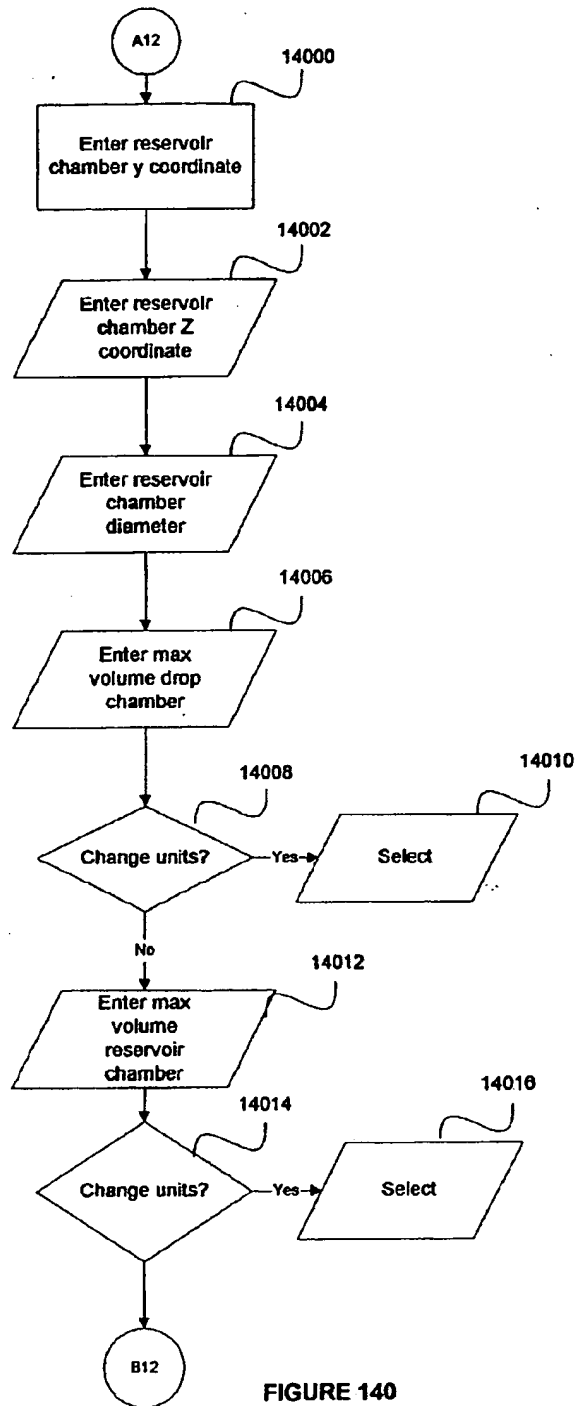 A12
14000
Enter reservoir
chamber y coordinate
14002
Enter reservoir
chamber Z
coordinate
14004
Enter reservoir
chamber
diameter
14006
Enter max
volume drop
chamber
14008
Change units?
Yes
14010
Select
No
14012
Enter max
volume
reservoir
chamber
14014
Change units?
Yes
14016
Select
B12
FIGURE 140